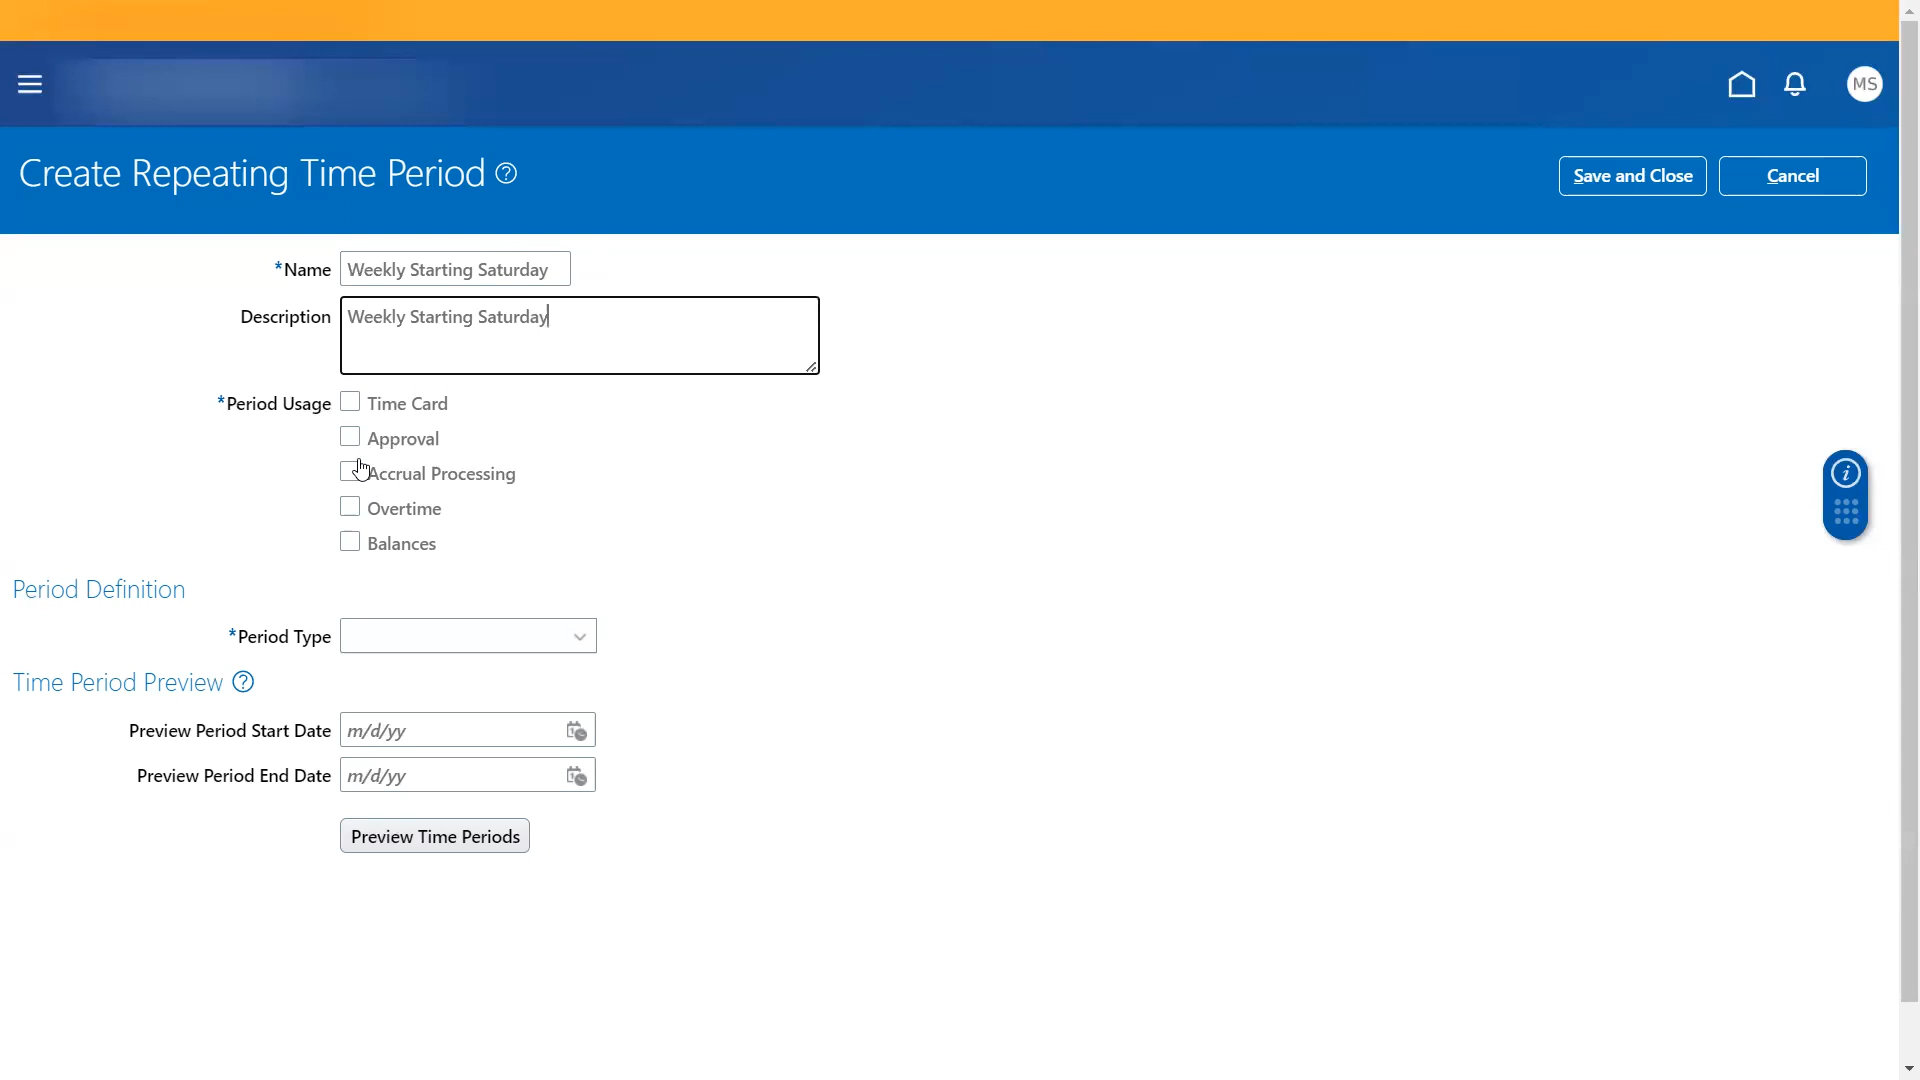 MS
Create Repeating Time Period
Save and Close
Cancel
*Name Weekly Starting Saturday
Description Weekly Starting Saturday
*Period Usage Time Card
Approval
Accrual Processing
Overtime
Balances
Period Definition
*Period Type
Time Period Preview
Preview Period Start Date m/d/yy
Preview Period End Date m/d/yy
Preview Time Periods